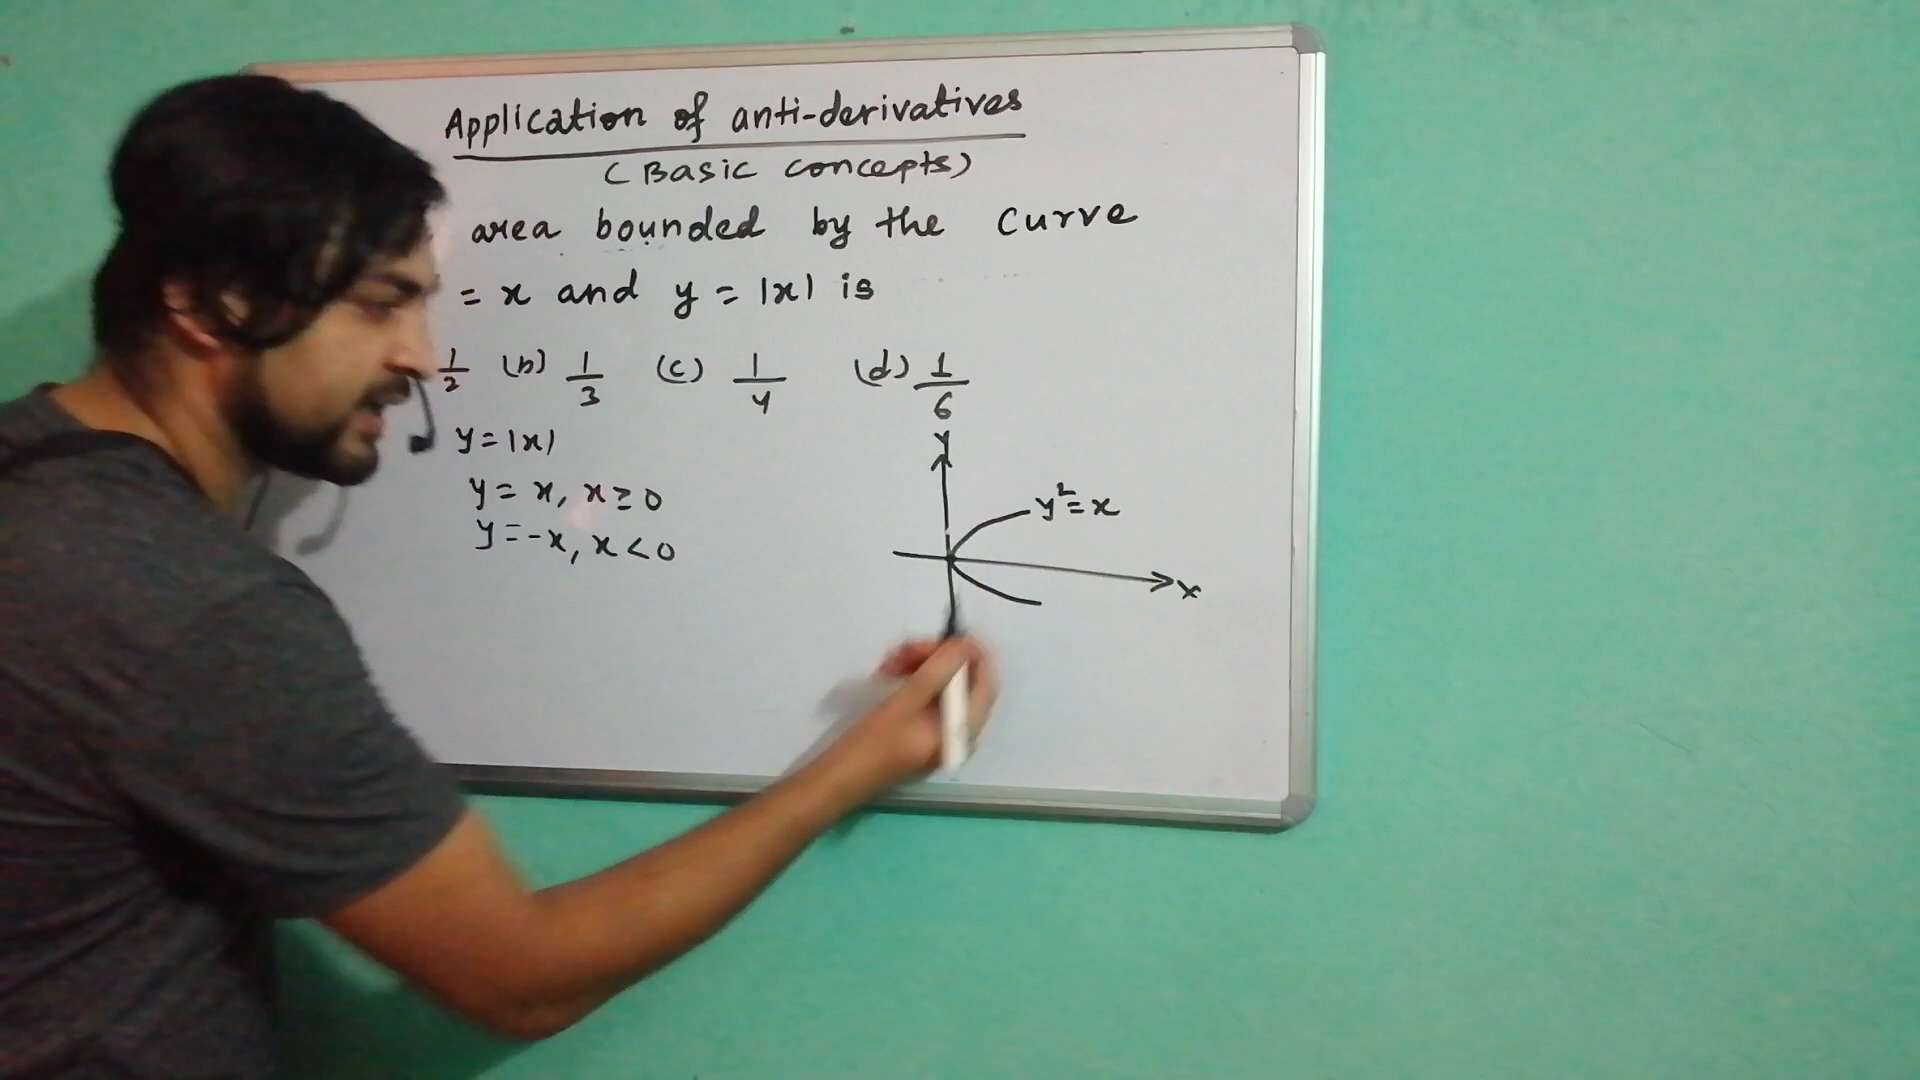 Application of anti-derivatives
(Basic concepts)
area bounded by the curve
= x and y = |x| is
1/2 (b) 1/3 (c) 1/4 (d) 1/6
y = |x|
y = x, x ≥ 0
y = -x, x < 0
y
y² = x
x